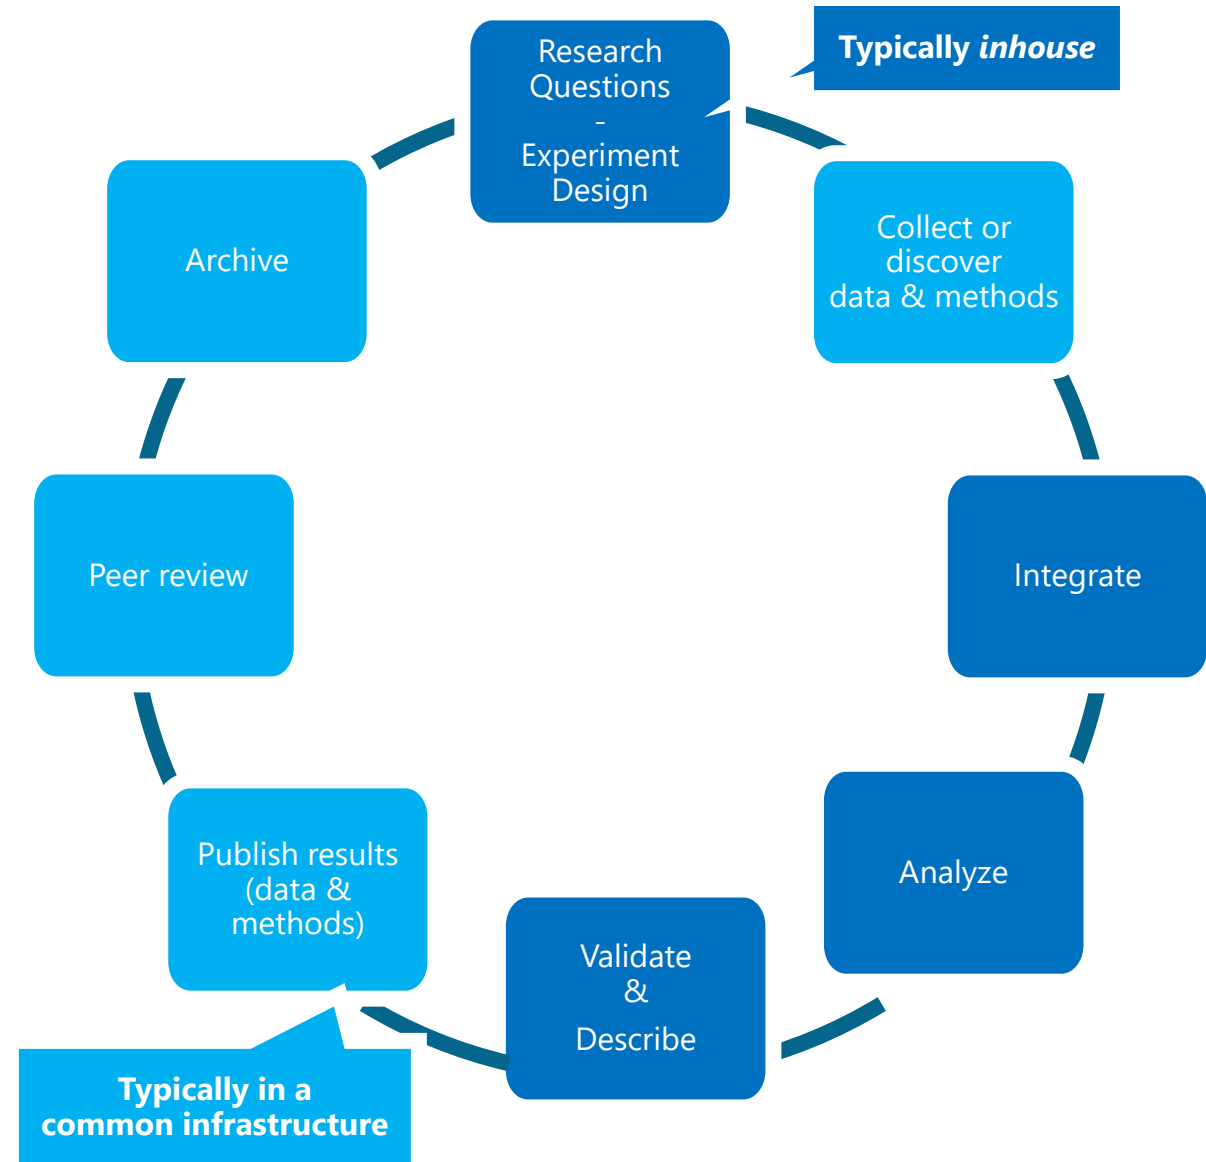 Research
Questions
-
Experiment
Design
Typically inhouse
Collect or
discover
data & methods
Integrate
Analyze
Validate
&
Describe
Publish results
(data &
methods)
Typically in a
common infrastructure
Peer review
Archive